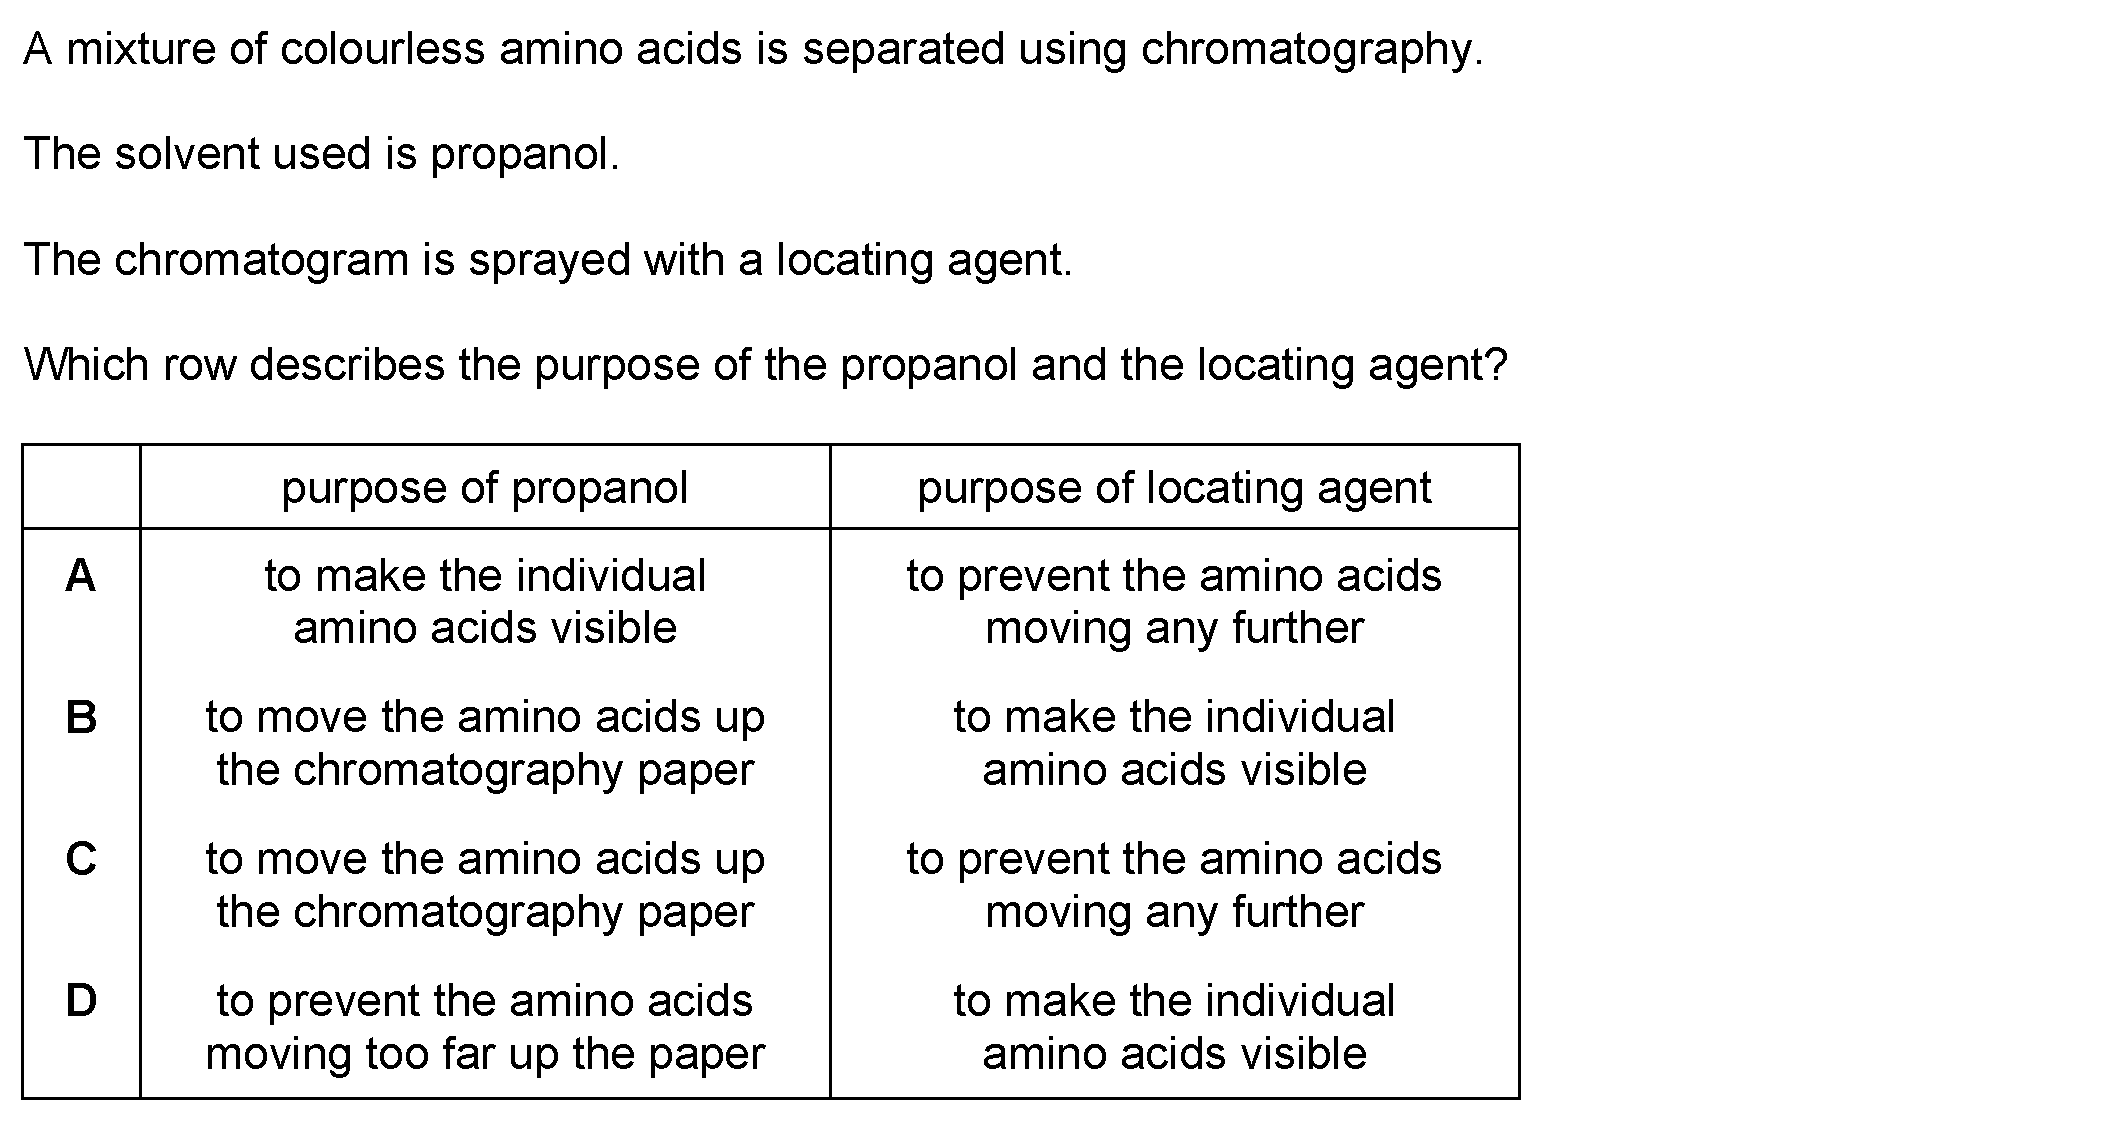 A mixture of colourless amino acids is separated using chromatography.
The solvent used is propanol.
The chromatogram is sprayed with a locating agent.
Which row describes the purpose of the propanol and the locating agent?
purpose of propanol purpose of locating agent
A to make the individual to prevent the amino acids
amino acids visible moving any further
B to move the amino acids up to make the individual
the chromatography paper amino acids visible
C to move the amino acids up to prevent the amino acids
the chromatography paper moving any further
D to prevent the amino acids to make the individual
moving too far up the paper amino acids visible